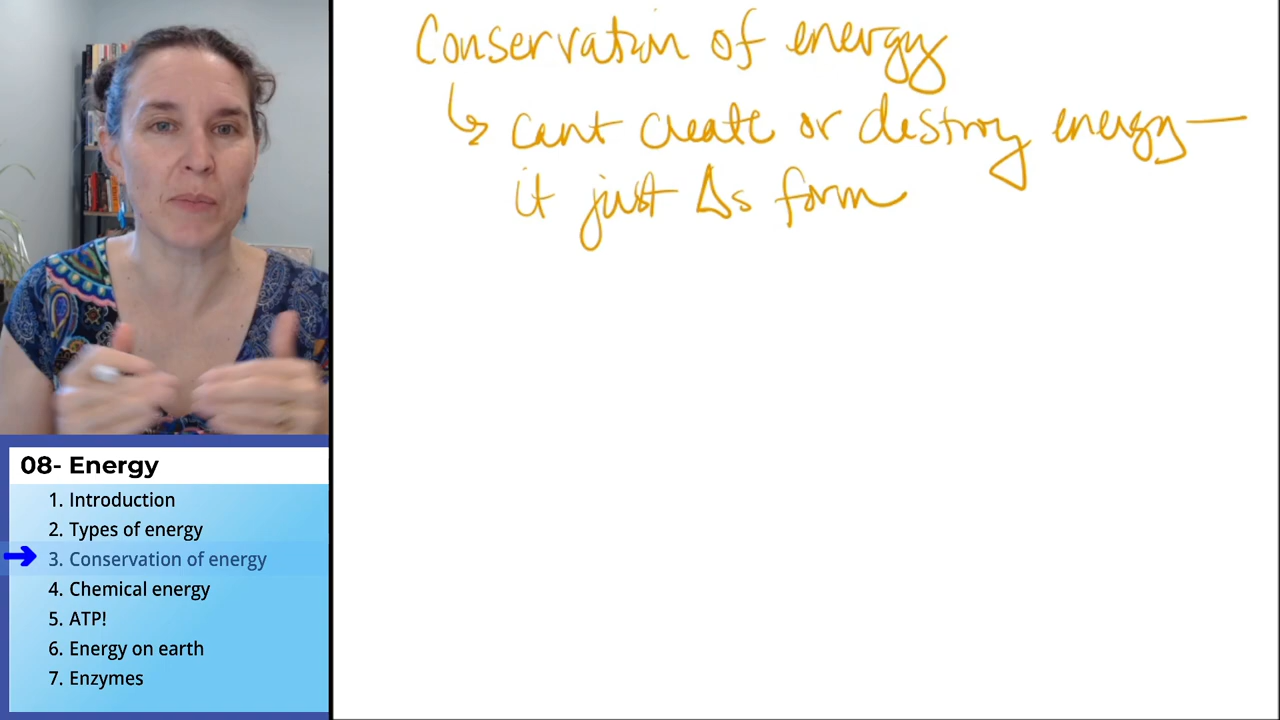 Conservation of energy
↳ cant create or destroy energy—
it just Δs form
08- Energy
1. Introduction
2. Types of energy
➔ 3. Conservation of energy
4. Chemical energy
5. ATP!
6. Energy on earth
7. Enzymes